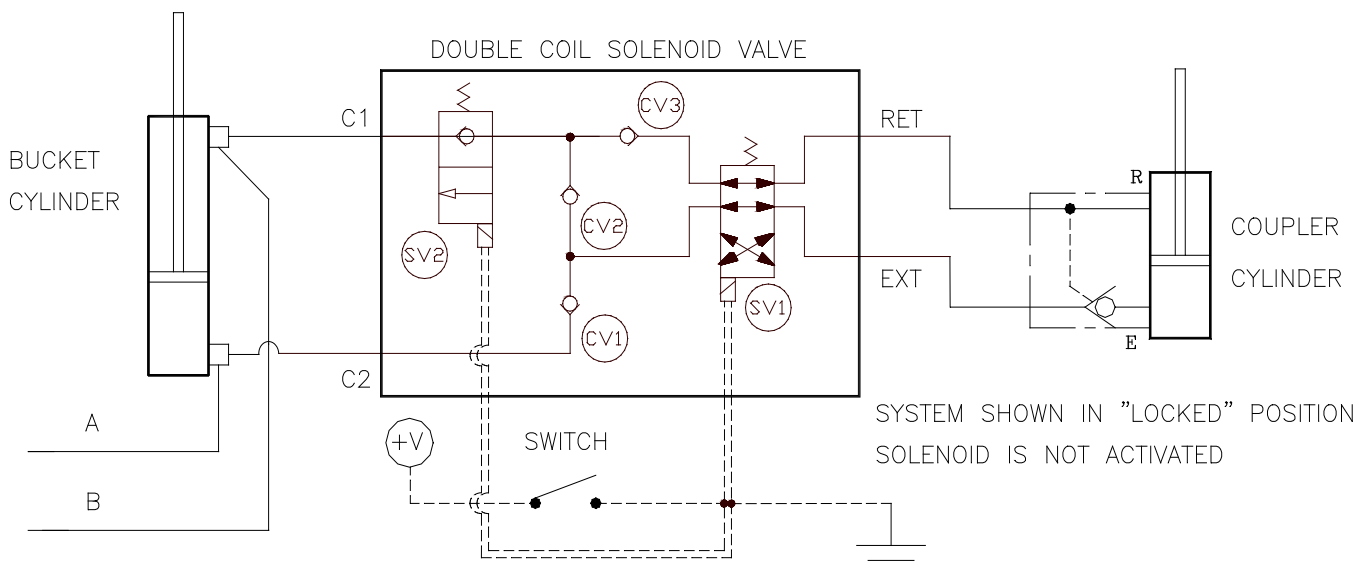 DOUBLE COIL SOLENOID VALVE
C1
CV3
RET
BUCKET
CYLINDER
R
CV2
SV2
COUPLER
CYLINDER
EXT
SV1
CV1
E
C2
A
SYSTEM SHOWN IN "LOCKED" POSITION
SOLENOID IS NOT ACTIVATED
+V
SWITCH
B